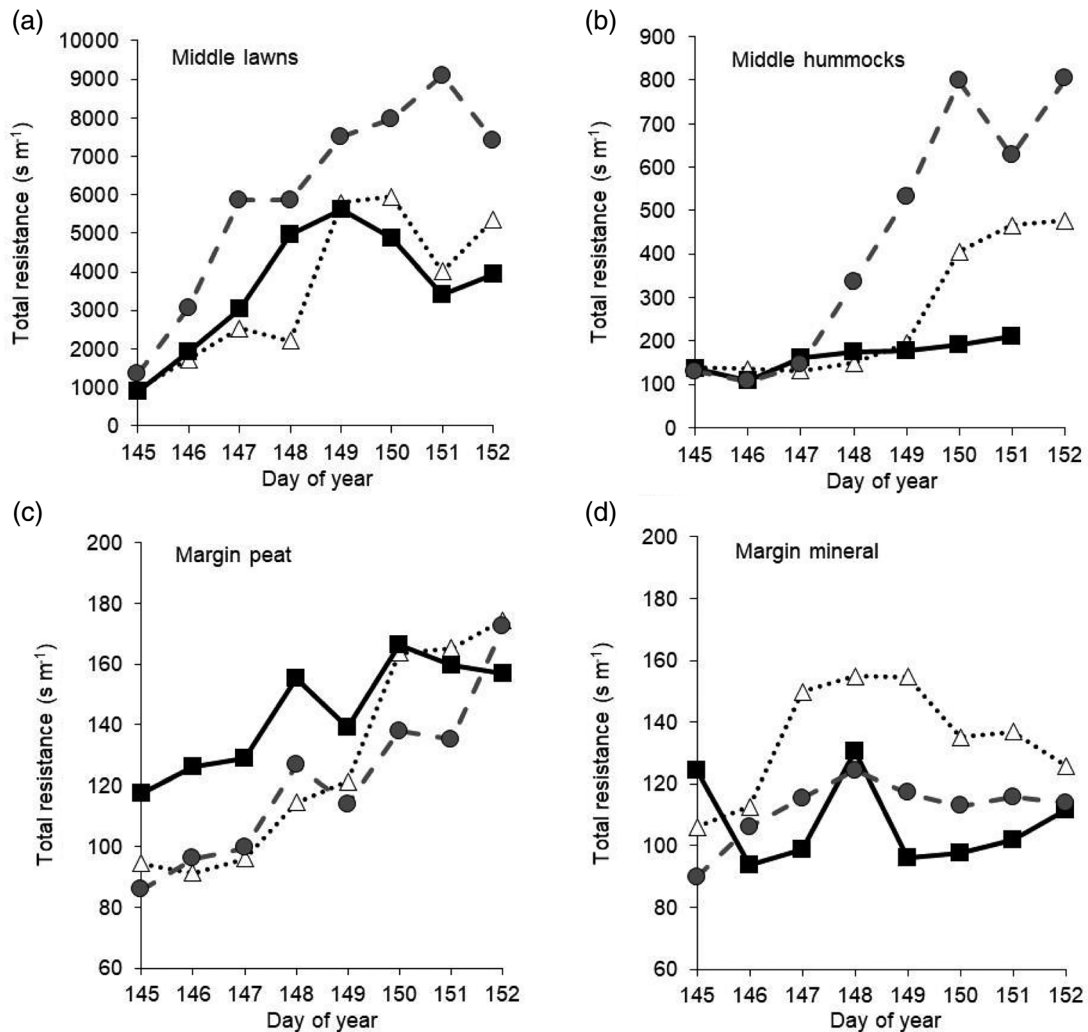 (a)
Middle lawns
Total resistance (s m-1)
10000
9000
8000
7000
6000
5000
4000
3000
2000
1000
0
145 146 147 148 149 150 151 152
Day of year
(b)
Middle hummocks
Total resistance (s m-1)
900
800
700
600
500
400
300
200
100
0
145 146 147 148 149 150 151 152
Day of year
(c)
Margin peat
Total resistance (s m-1)
200
180
160
140
120
100
80
60
145 146 147 148 149 150 151 152
Day of year
(d)
Margin mineral
Total resistance (s m-1)
200
180
160
140
120
100
80
60
145 146 147 148 149 150 151 152
Day of year